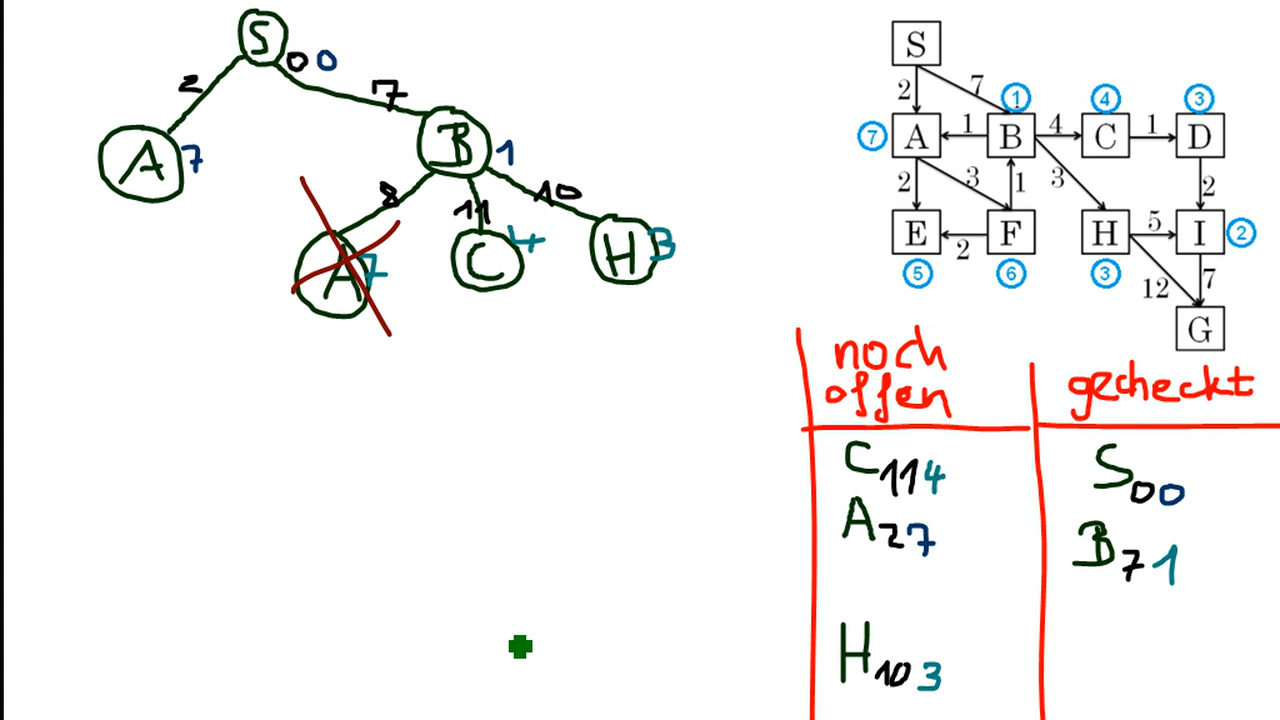 S
0 0
2
7
A 7
B 1
8
11
10
A 7
C 4
H 3
S
2
7
1
4
3
7
A
1
B
4
C
1
D
2
3
1
3
2
E
2
F
H
5
I
2
5
6
3
12
7
G
noch
offen
gecheckt
C 11 4
S 0 0
A 2 7
B 7 1
H 10 3